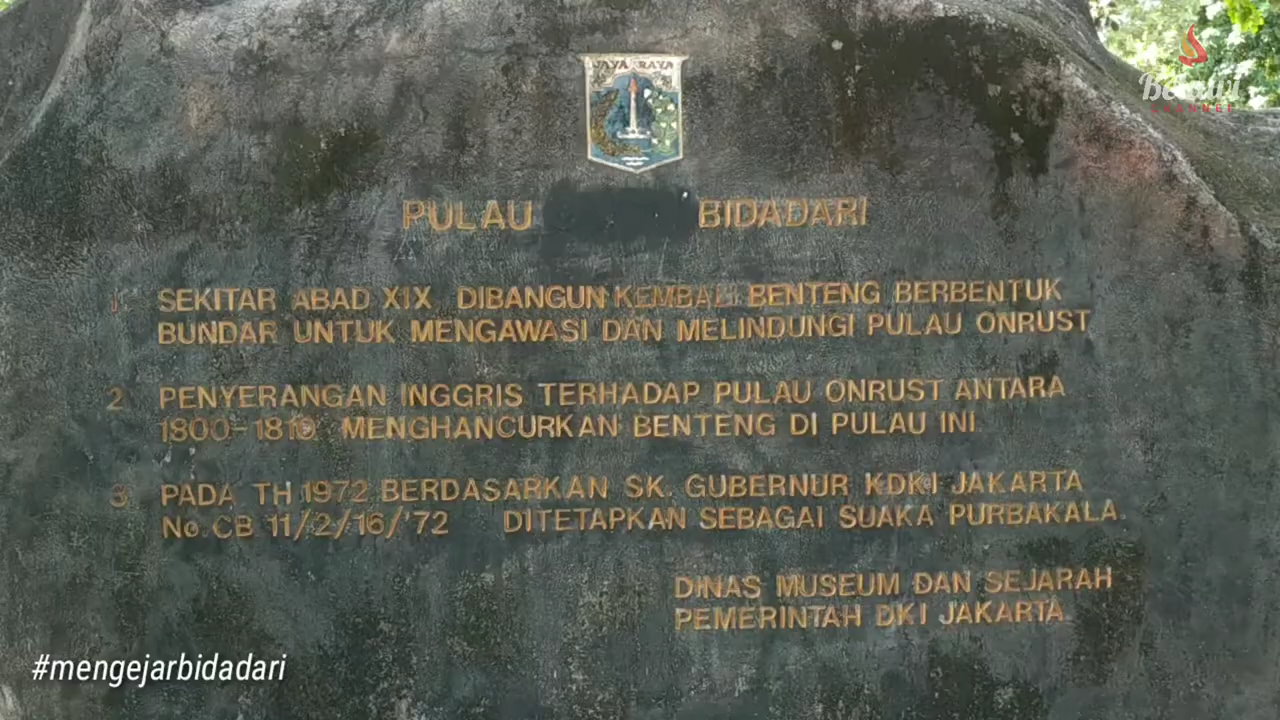 JAYA RAYA
CHANNEL
PULAU BIDADARI
1 SEKITAR ABAD XIX DIBANGUN KEMBALI BENTENG BERBENTUK
BUNDAR UNTUK MENGAWASI DAN MELINDUNGI PULAU ONRUST
2 PENYERANGAN INGGRIS TERHADAP PULAU ONRUST ANTARA
1800-1810 MENGHANCURKAN BENTENG DI PULAU INI.
3 PADA TH 1972 BERDASARKAN SK. GUBERNUR KDKI JAKARTA
No. CB 11/2/16/'72 DITETAPKAN SEBAGAI SUAKA PURBAKALA.
DINAS MUSEUM DAN SEJARAH
PEMERINTAH DKI JAKARTA
#mengejarbidadari